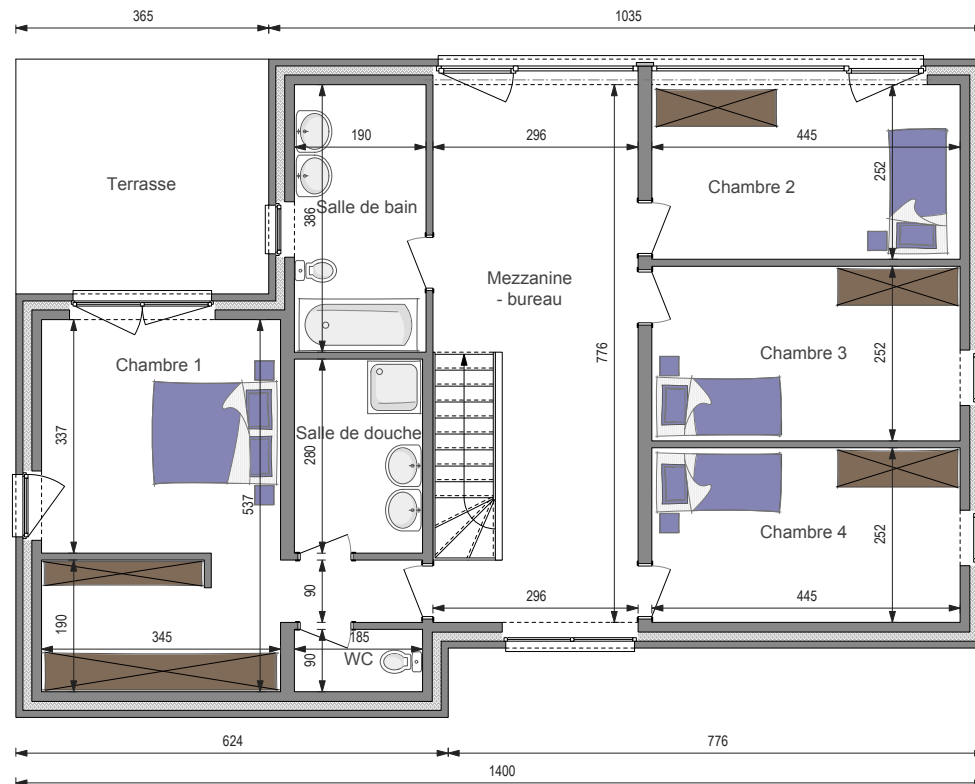 365
1035
190
296
445
Terrasse
252
Chambre 2
386
Salle de bain
Mezzanine
- bureau
Chambre 1
Chambre 3
252
776
337
Salle de douche
280
537
Chambre 4
252
90
296
445
190
345
185
90
WC
624
776
1400